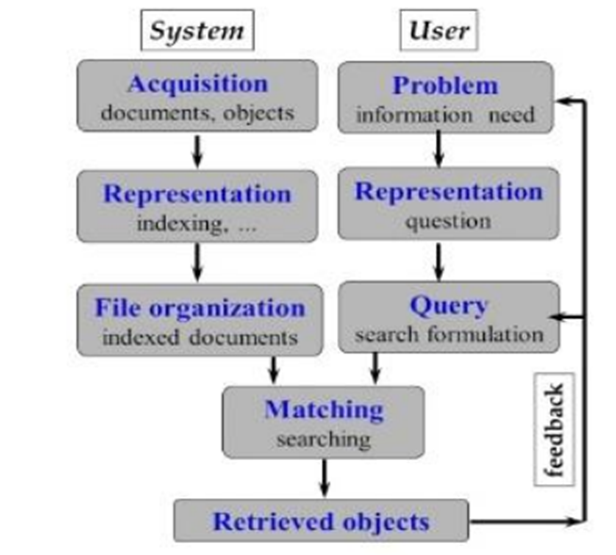 System
User
Acquisition
documents, objects
Problem
information need
Representation
indexing, ...
Representation
question
File organization
indexed documents
Query
search formulation
Matching
searching
feedback
Retrieved objects